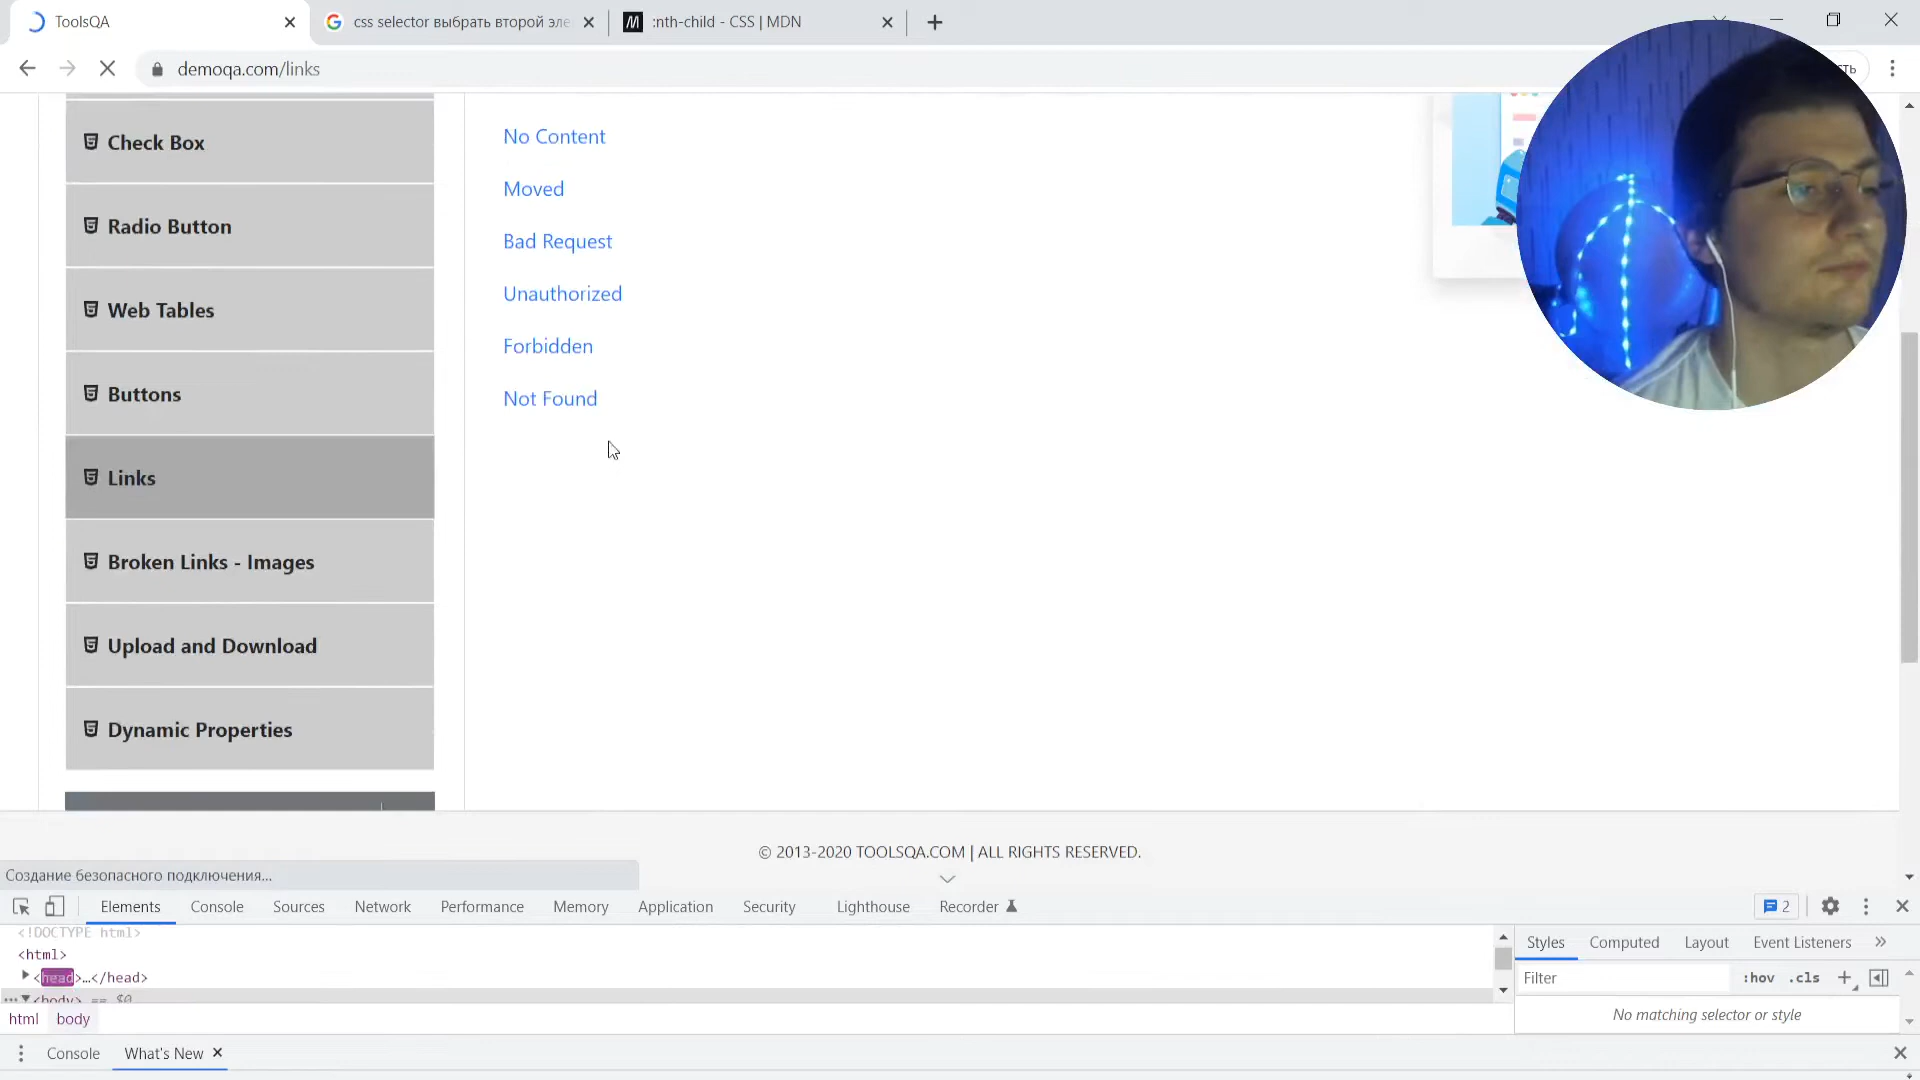 ToolsQA
css selector выбрать второй эле
:nth-child - CSS | MDN
demoqa.com/links
ть
Check Box
Radio Button
Web Tables
Buttons
Links
Broken Links - Images
Upload and Download
Dynamic Properties
No Content
Moved
Bad Request
Unauthorized
Forbidden
Not Found
© 2013-2020 TOOLSQA.COM | ALL RIGHTS RESERVED.
Создание безопасного подключения...
Elements Console Sources Network Performance Memory Application Security Lighthouse Recorder 2
<!DOCTYPE html>
<html>
<head>…</head>
<body> == $0
html body
Styles Computed Layout Event Listeners »
Filter :hov .cls
No matching selector or style
Console What's New